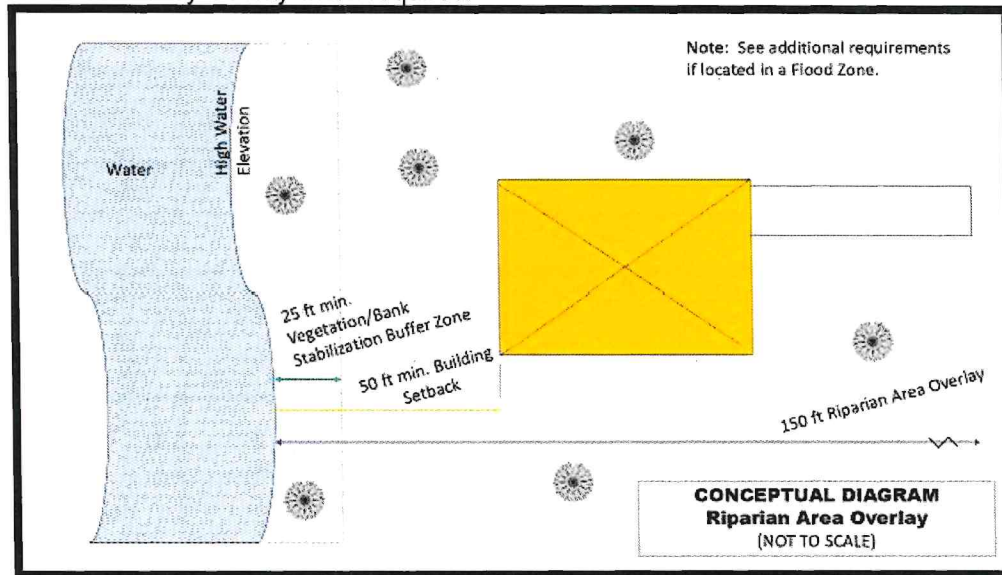 Note: See additional requirements
if located in a Flood Zone.
High Water
Elevation
Water
25 ft min.
Vegetation/Bank
Stabilization Buffer Zone
50 ft min. Building
Setback
150 ft Riparian Area Overlay
CONCEPTUAL DIAGRAM
Riparian Area Overlay
(NOT TO SCALE)